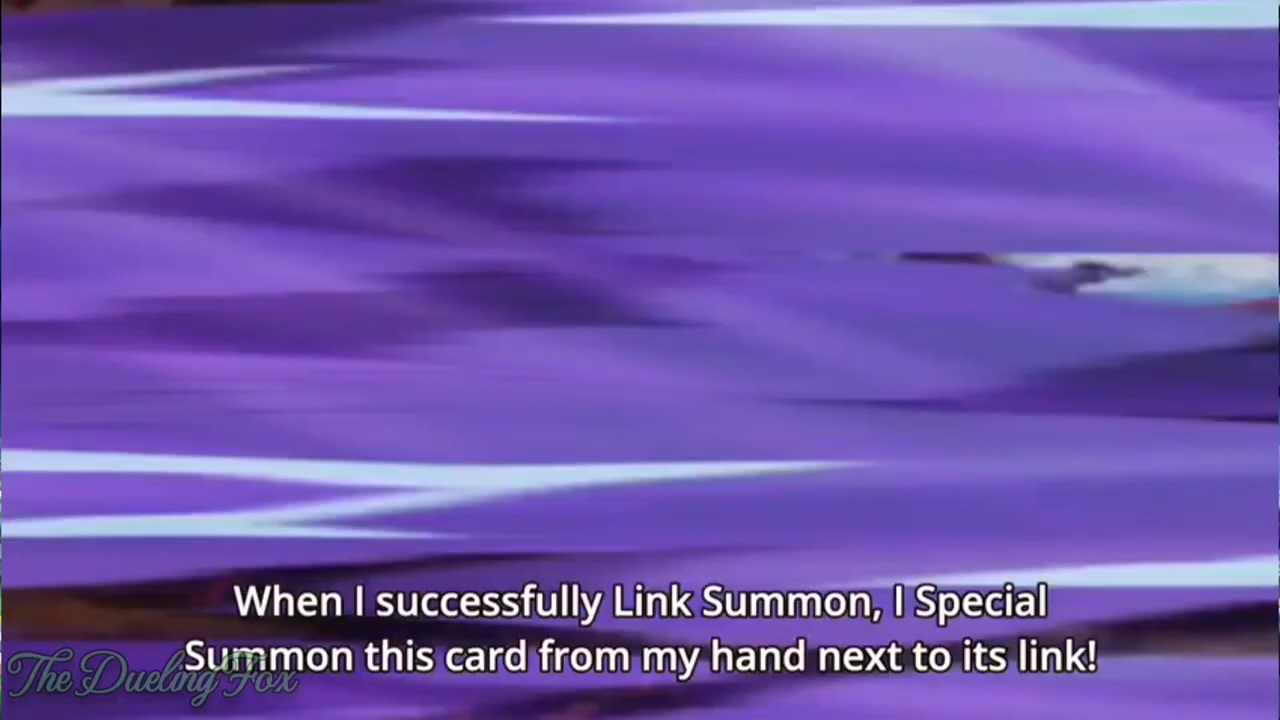 When I successfully Link Summon, I Special
Summon this card from my hand next to its link!
The Dueling Fox